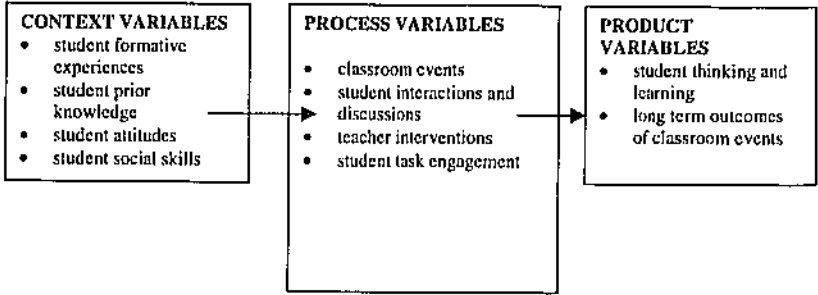 CONTEXT VARIABLES
• student formative
experiences
• student prior
knowledge
• student attitudes
• student social skills
PROCESS VARIABLES
• classroom events
• student interactions and
discussions
• teacher interventions
• student task engagement
PRODUCT
VARIABLES
• student thinking and
learning
• long term outcomes
of classroom events